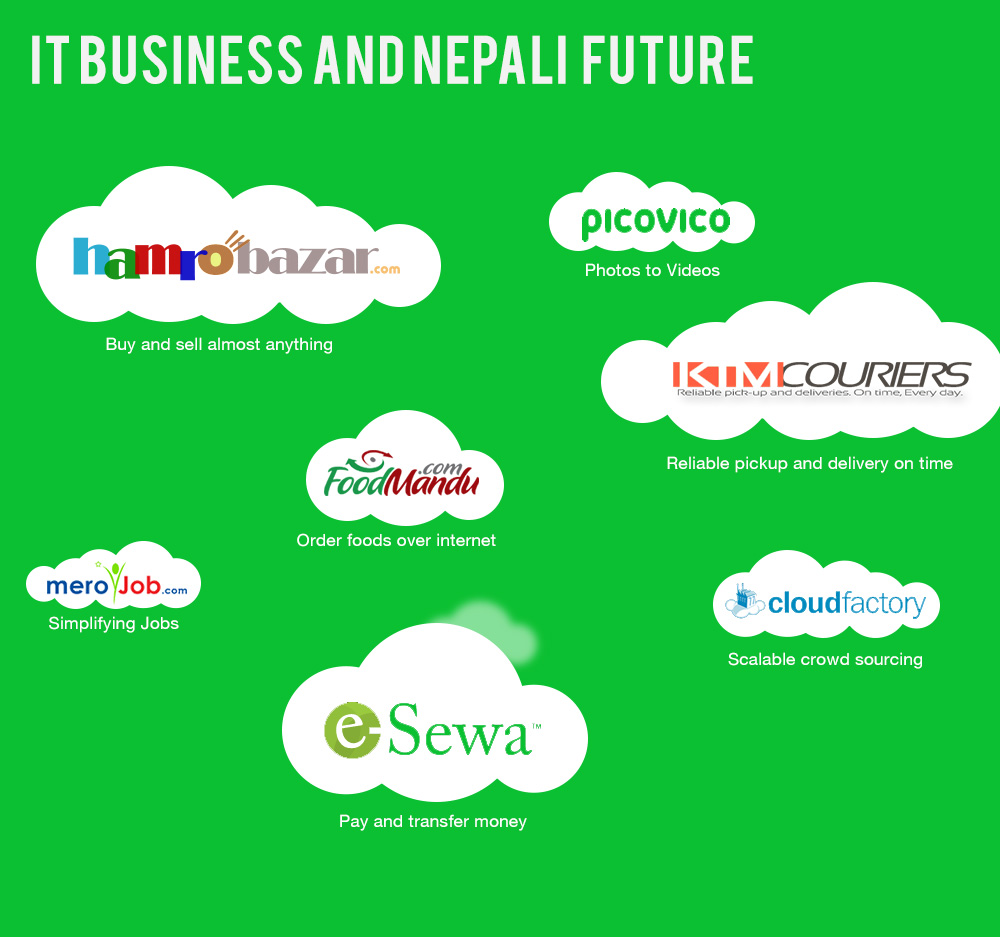 IT BUSINESS AND NEPALI FUTURE
hamrobazar.com
Buy and sell almost anything
picovico
Photos to Videos
KTMCOURIERS
Reliable pick-up and deliveries. On time, Every day.
Reliable pickup and delivery on time
.com
FoodMandu
Order foods over internet
meroJob.com
Simplifying Jobs
cloudfactory
Scalable crowd sourcing
e-Sewa™
Pay and transfer money